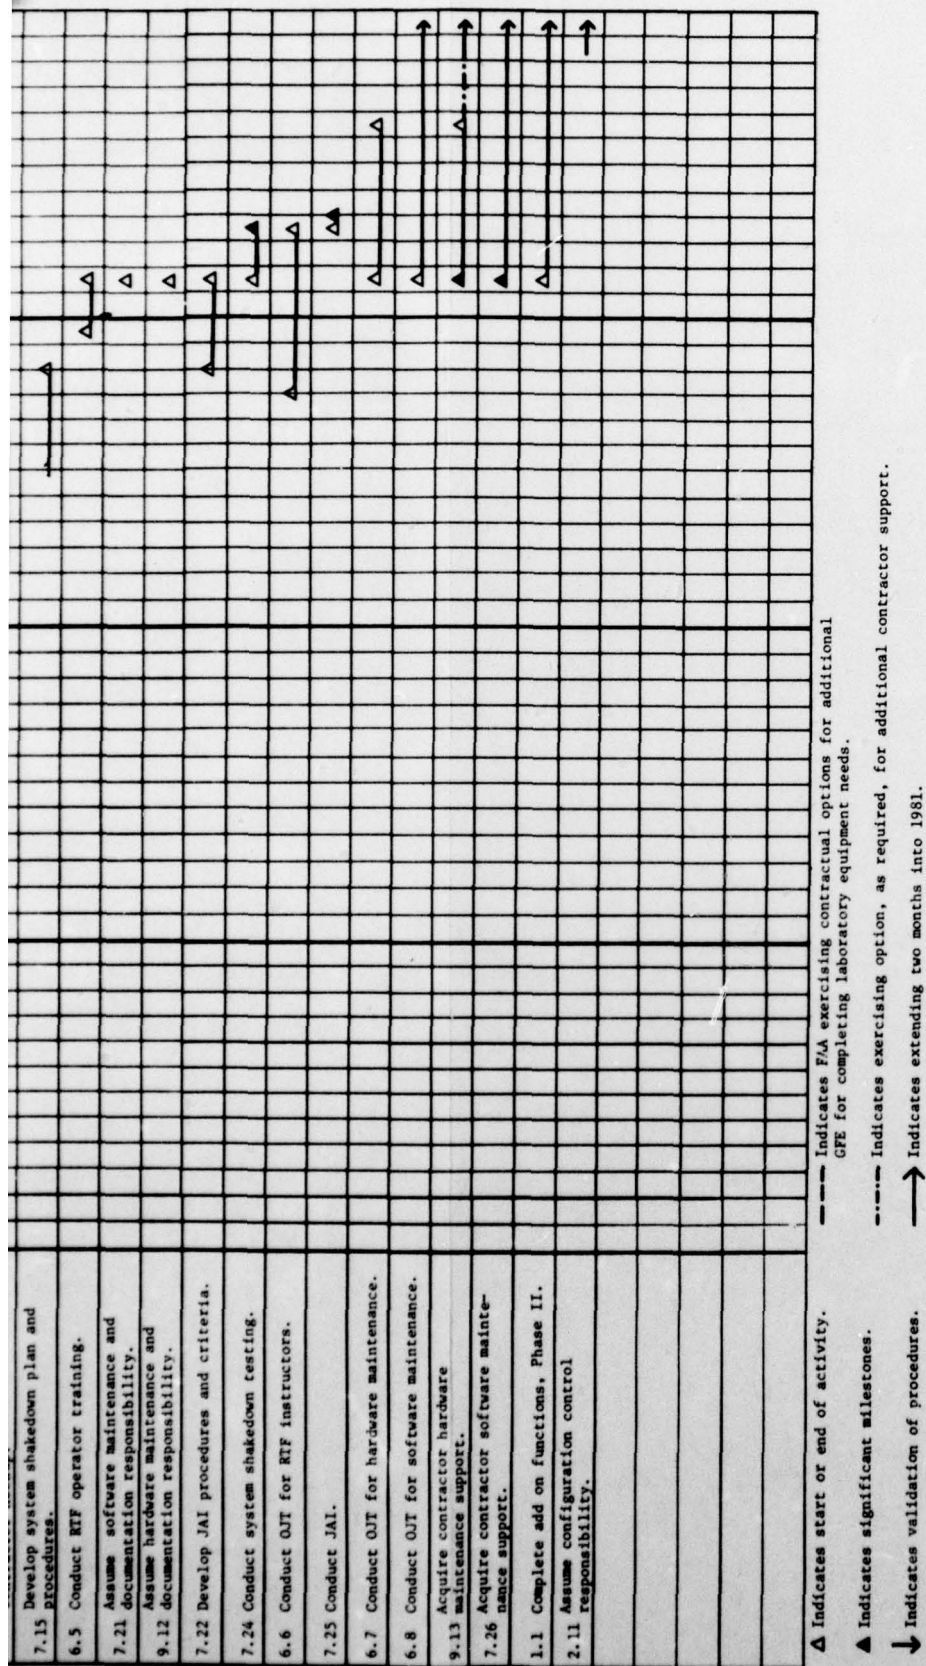 7.15 Develop system shakedown plan and
procedures.
6.5 Conduct RTF operator training.
7.21 Assume software maintenance and
documentation responsibility.
9.12 Assume hardware maintenance and
documentation responsibility.
7.22 Develop JAI procedures and criteria.
7.24 Conduct system shakedown testing.
6.6 Conduct OJT for RTF instructors.
7.25 Conduct JAI.
6.7 Conduct OJT for hardware maintenance.
6.8 Conduct OJT for software maintenance.
9.13 Acquire contractor hardware
maintenance support.
7.26 Acquire contractor software mainte-
nance support.
1.1 Complete add on functions, Phase II.
2.11 Assume configuration control
responsibility.
Δ Indicates start or end of activity.
▲ Indicates significant milestones.
↓ Indicates validation of procedures.
Indicates FAA exercising contractual options for additional
GFE for completing laboratory equipment needs.
Indicates exercising option, as required, for additional contractor support.
Indicates extending two months into 1981.